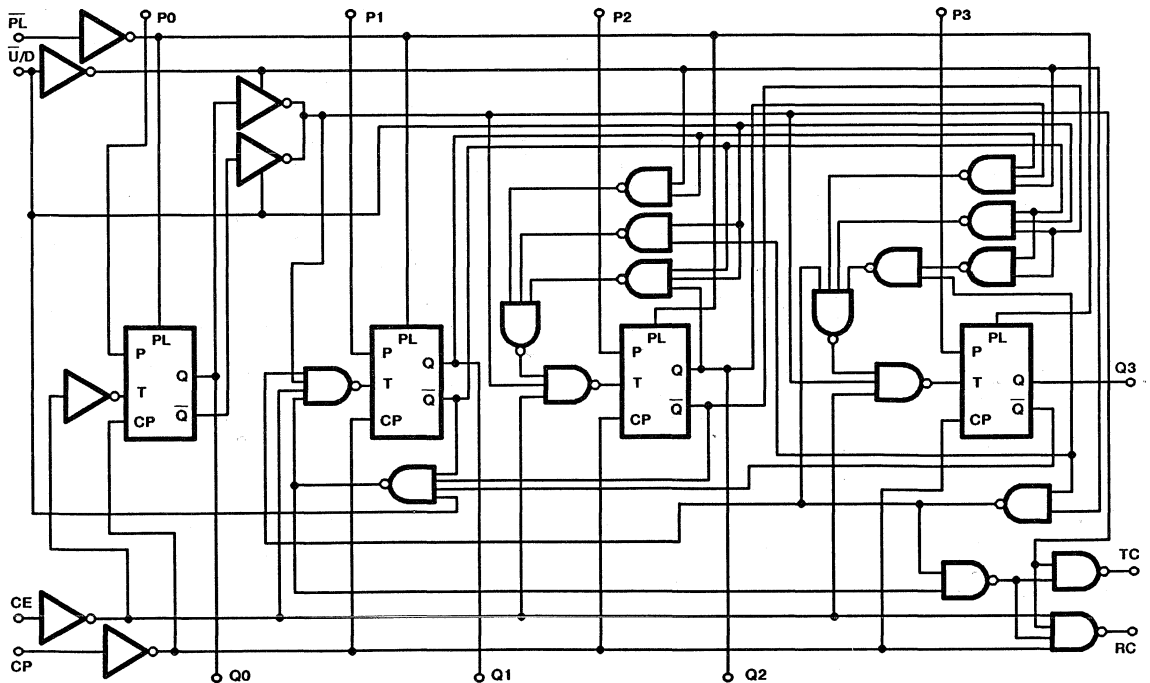 P̅L̅ P0 P1 P2 P3
U̅/D
PL PL PL PL
P Q P Q P Q P Q Q3
T T T T
CP Q̅ CP Q̅ CP Q̅ CP Q̅
TC
CE
CP RC
Q0 Q1 Q2